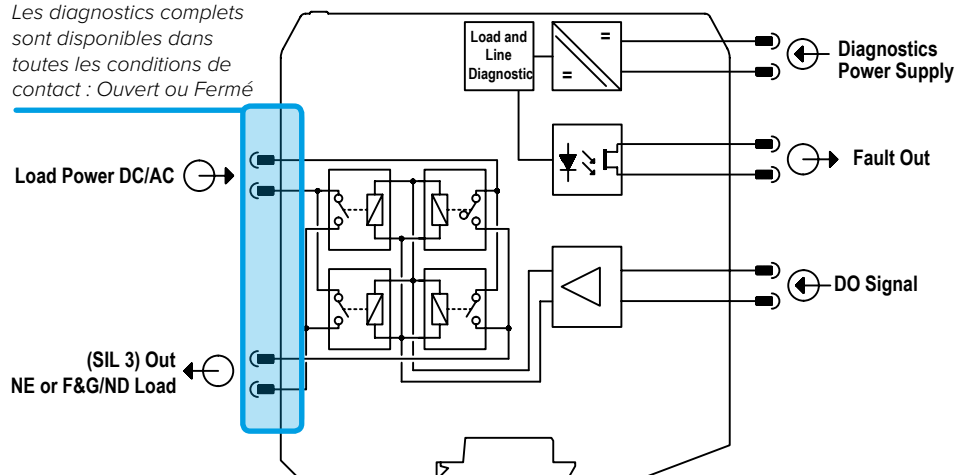 Les diagnostics complets
sont disponibles dans
toutes les conditions de
contact : Ouvert ou Fermé
Load and
Line
Diagnostic
=
=
Diagnostics
Power Supply
Load Power DC/AC
Fault Out
DO Signal
(SIL 3) Out
NE or F&G/ND Load